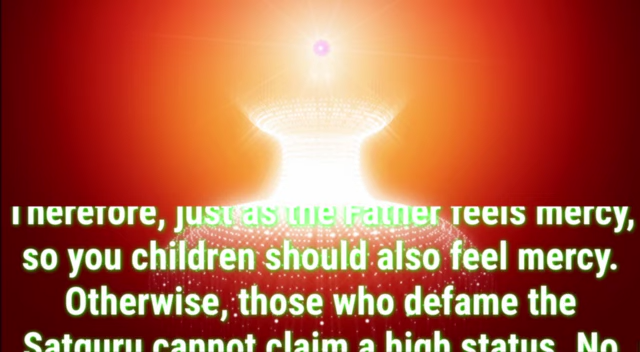 Therefore, just as the Father feels mercy,
so you children should also feel mercy.
Otherwise, those who defame the
Satguru cannot claim a high status. No